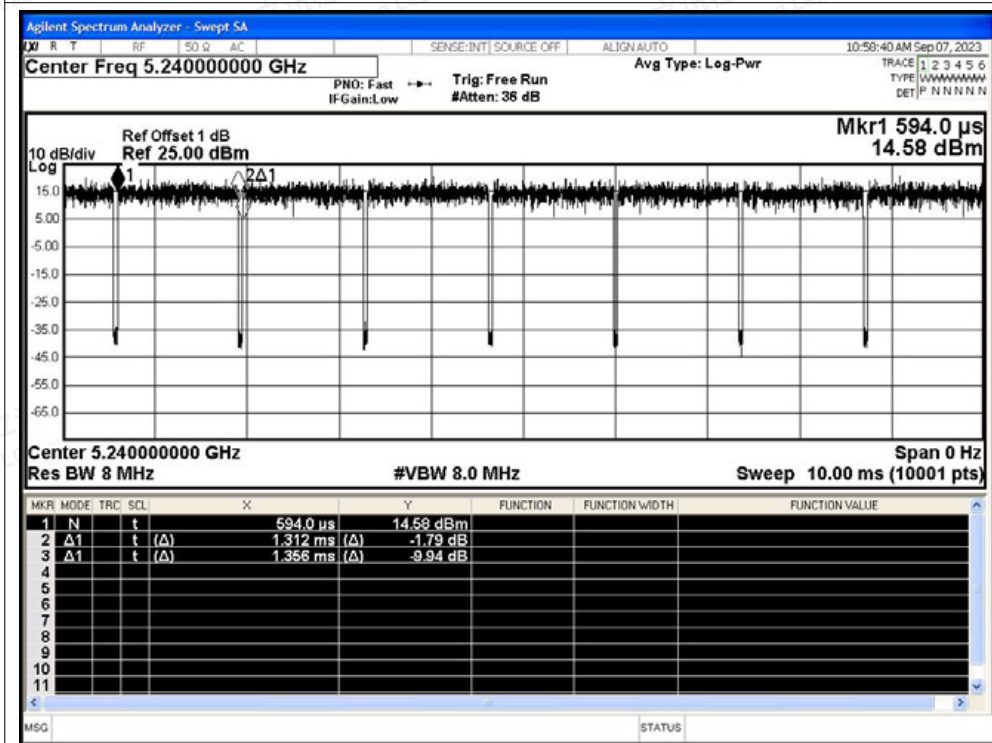 Agilent Spectrum Analyzer - Swept SA
LXI R T RF 50 Ω AC SENSE:INT SOURCE OFF ALIGN AUTO 10:58:40 AM Sep 07, 2023
Center Freq 5.240000000 GHz Avg Type: Log-Pwr TRACE 1 2 3 4 5 6
PNO: Fast Trig: Free Run TYPE WWWWWW
IFGain:Low #Atten: 36 dB DET P N N N N N
Mkr1 594.0 µs
Ref Offset 1 dB
10 dB/div Ref 25.00 dBm 14.58 dBm
Log
1 2Δ1
15.0
5.00
-5.00
-15.0
-25.0
-35.0
-45.0
-55.0
-65.0
Center 5.240000000 GHz Span 0 Hz
Res BW 8 MHz #VBW 8.0 MHz Sweep 10.00 ms (10001 pts)
MKR MODE TRC SCL X Y FUNCTION FUNCTION WIDTH FUNCTION VALUE
1 N t 594.0 µs 14.58 dBm
2 Δ1 t (Δ) 1.312 ms (Δ) -1.79 dB
3 Δ1 t (Δ) 1.356 ms (Δ) -9.94 dB
4
5
6
7
8
9
10
11
MSG STATUS